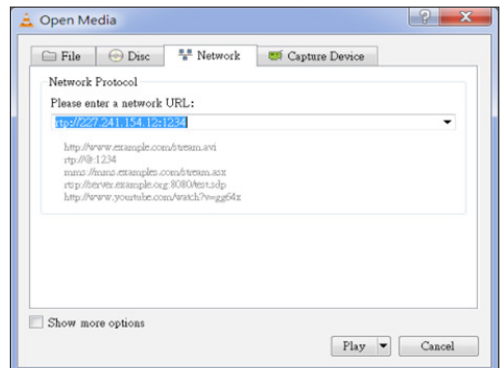 Open Media
File
Disc
Network
Capture Device
Network Protocol
Please enter a network URL:
rtp://227.241.154.12:1234
http://www.example.com/stream.avi
rtp://@:1234
mms://mms.examples.com/stream.asx
rtsp://server.example.org:8080/test.sdp
http://www.yourtube.com/watch?v=gg64x
Show more options
Play
Cancel